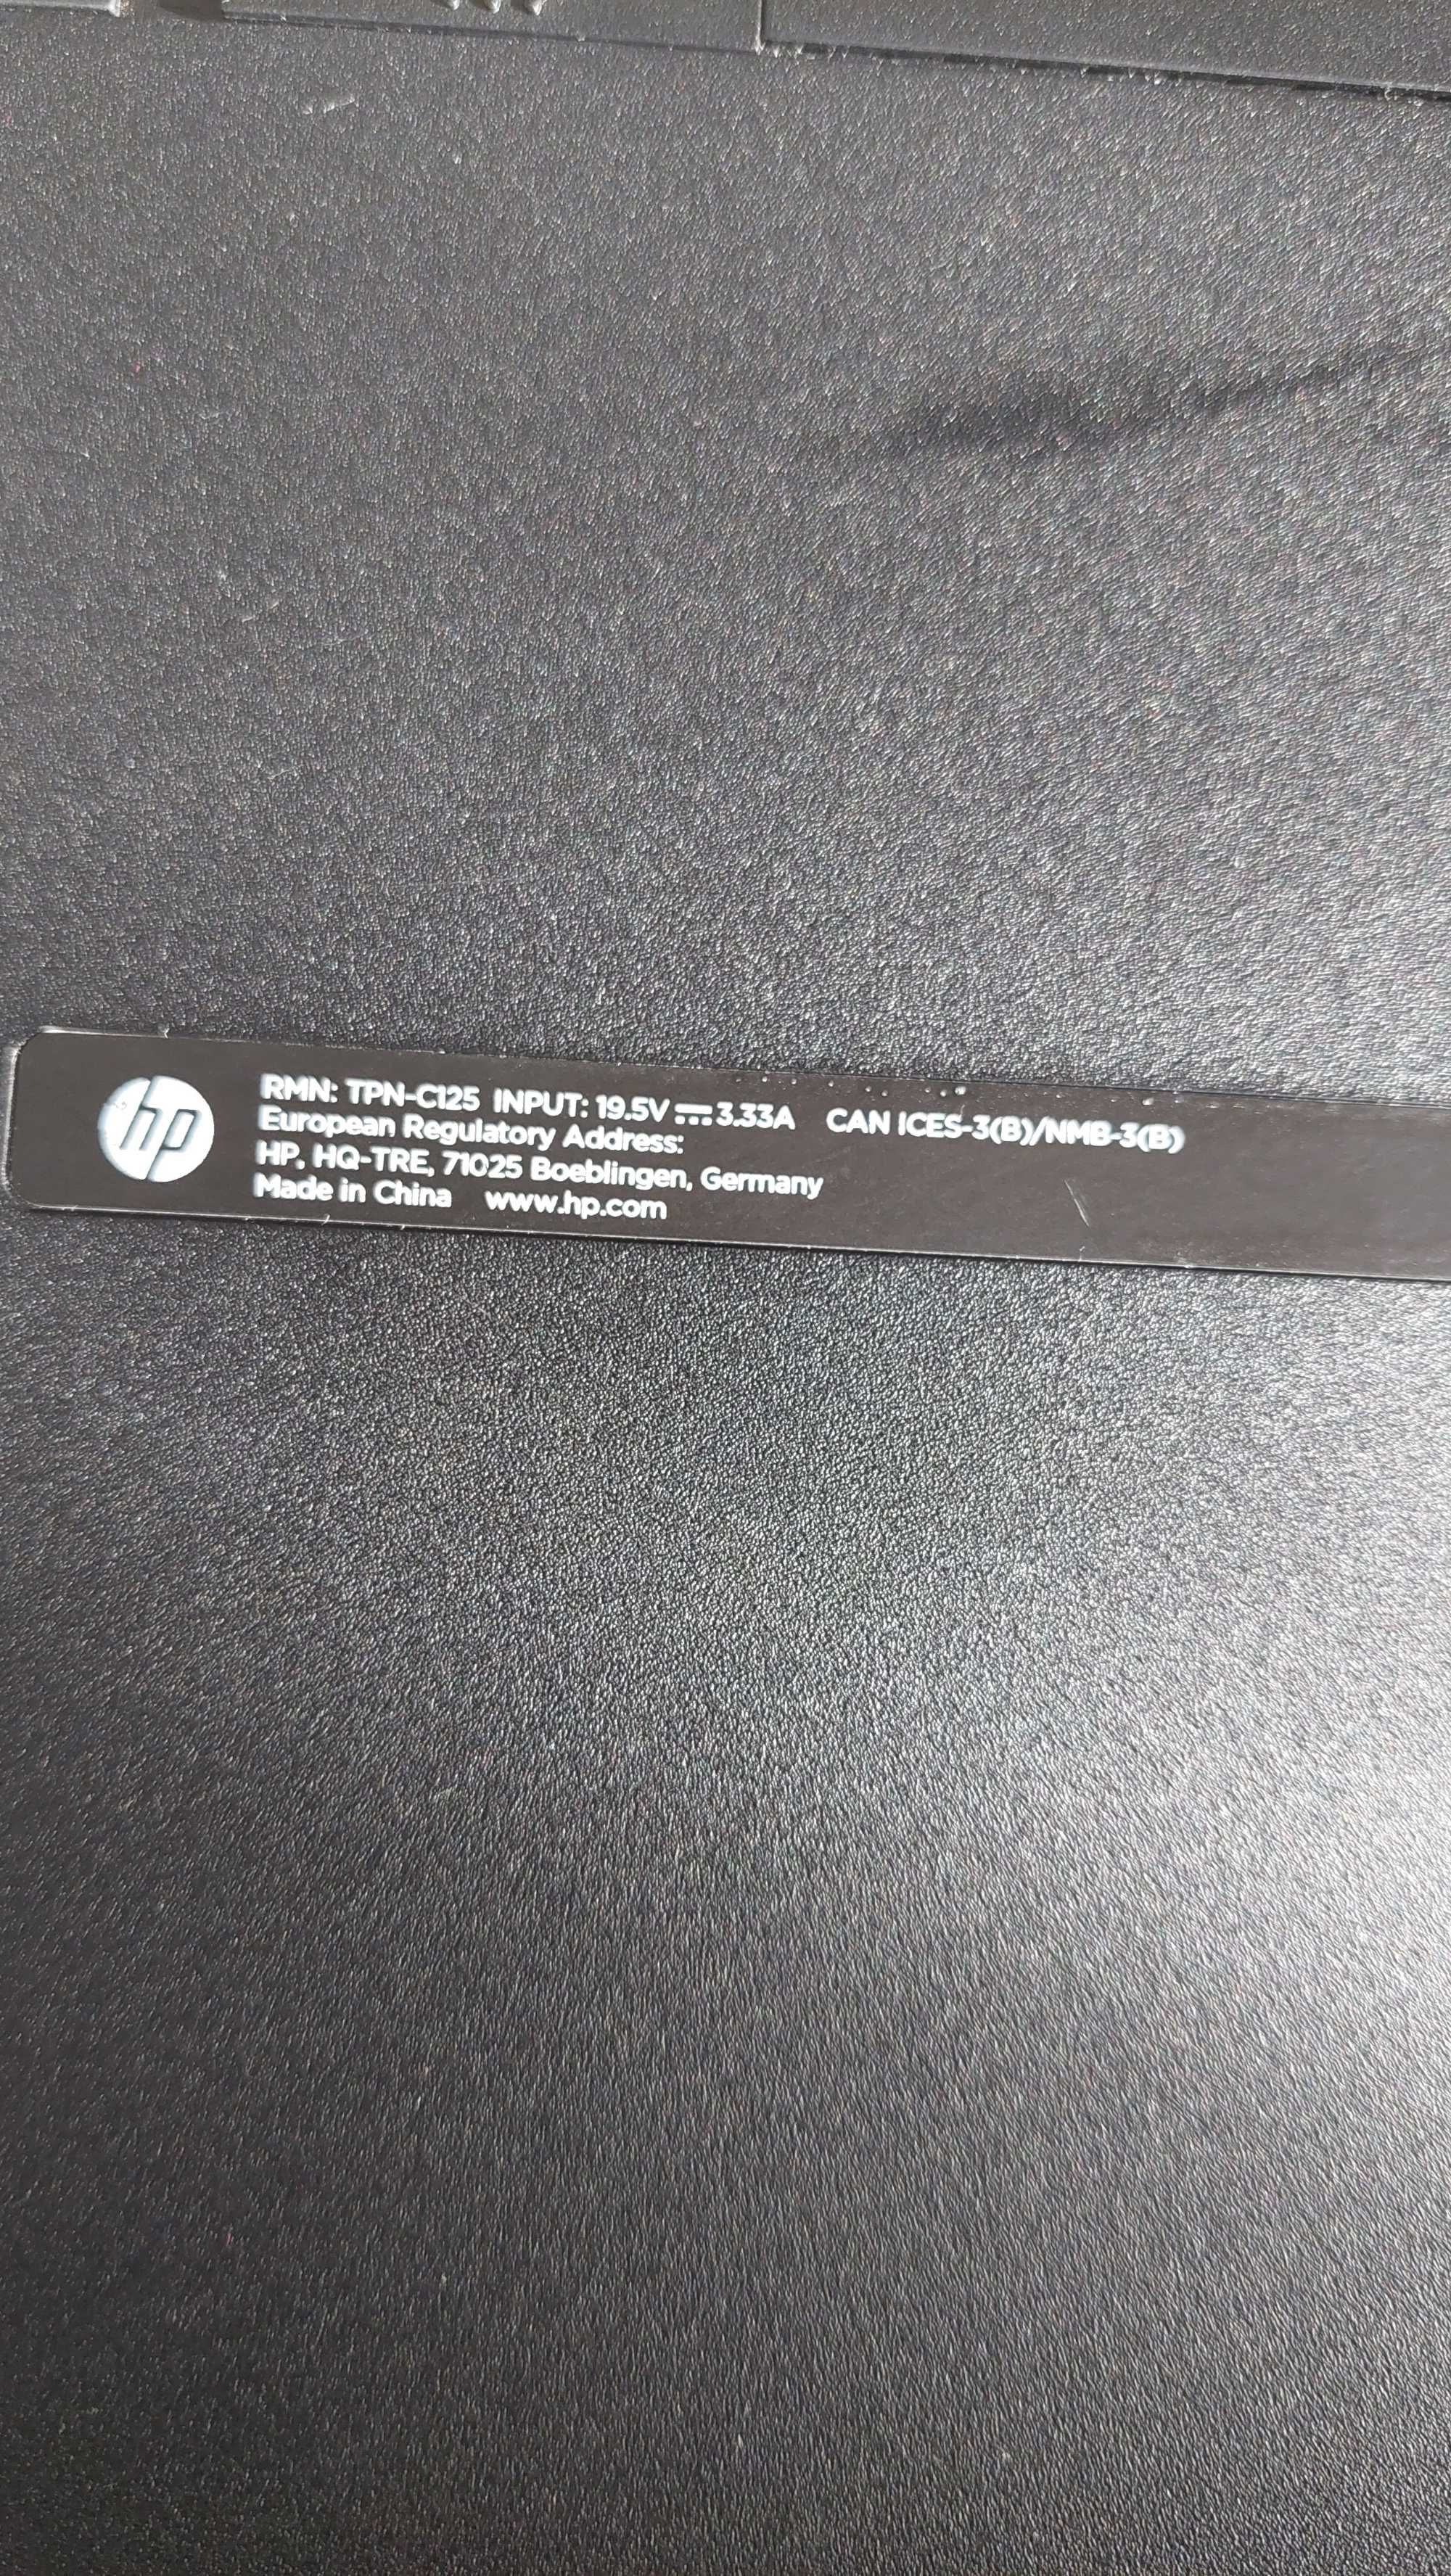 hp
RMN: TPN-C125 INPUT: 19.5V⎓3.33A CAN ICES-3(B)/NMB-3(B)
European Regulatory Address:
HP, HQ-TRE, 71025 Boeblingen, Germany
Made in China www.hp.com